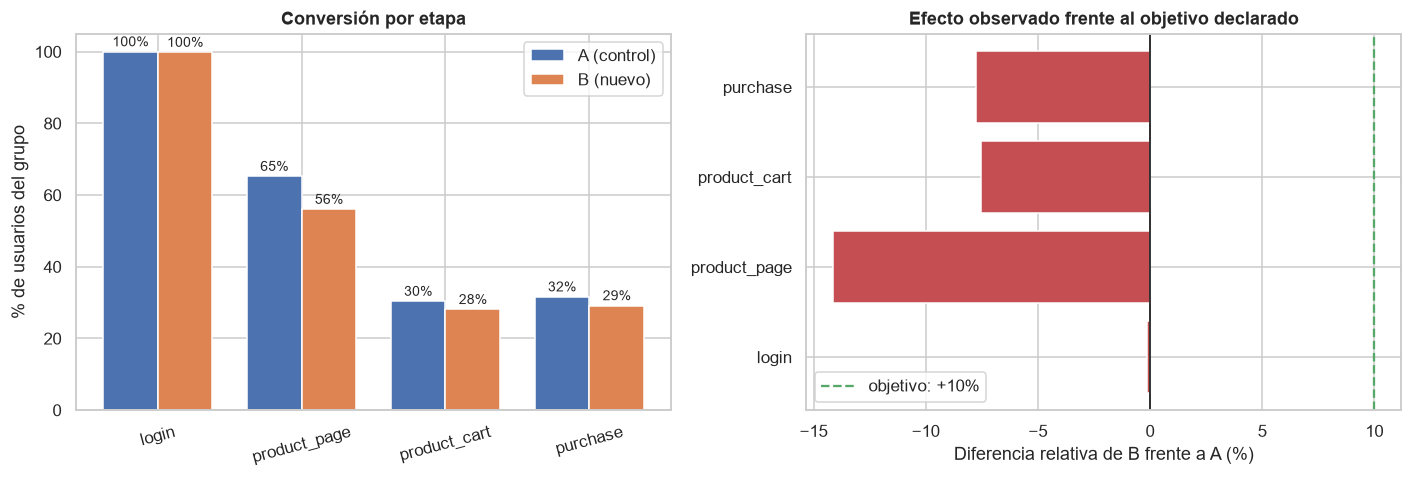 Conversión por etapa
% de usuarios del grupo
100
80
60
40
20
0
100%
100%
65%
56%
30%
28%
32%
29%
A (control)
B (nuevo)
login
product_page
product_cart
purchase
Efecto observado frente al objetivo declarado
purchase
product_cart
product_page
login
objetivo: +10%
−15
−10
−5
0
5
10
Diferencia relativa de B frente a A (%)